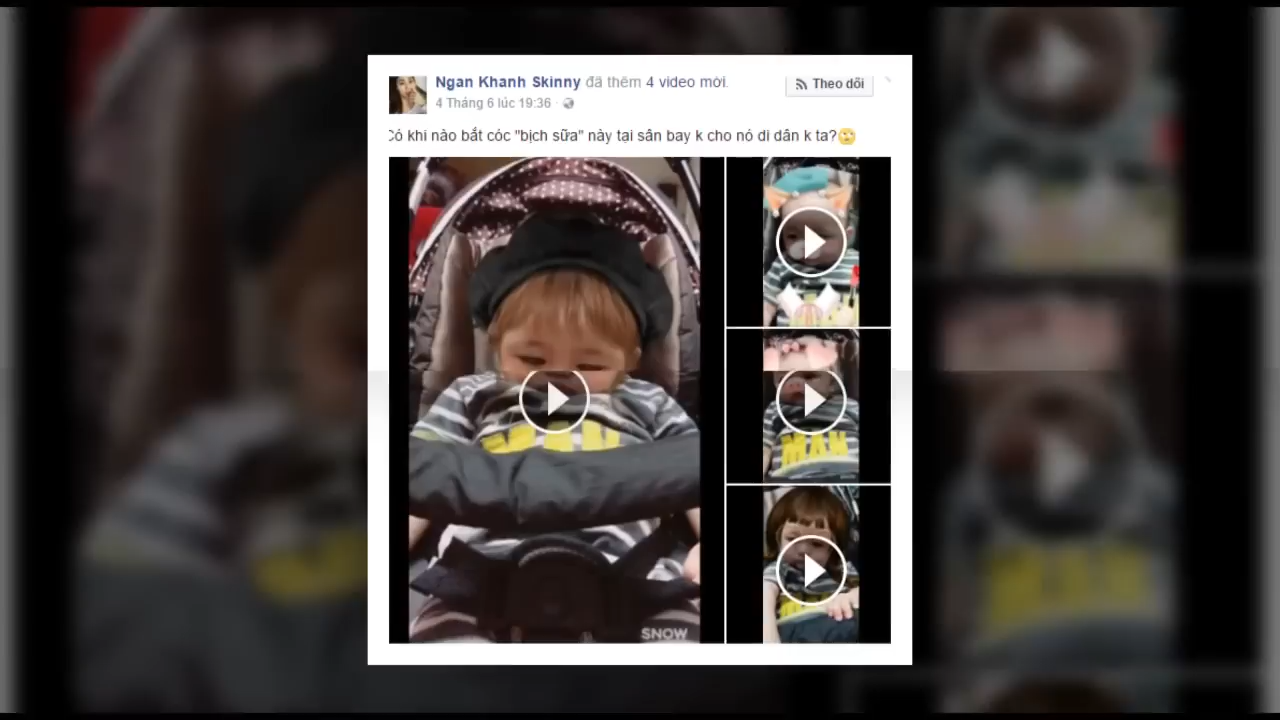 Ngan Khanh Skinny đã thêm 4 video mới.
Theo dõi
4 Tháng 6 lúc 19:36
Có khi nào bắt cóc "bịch sữa" này tại sân bay k cho nó di dân k ta?
MAN
SNOW